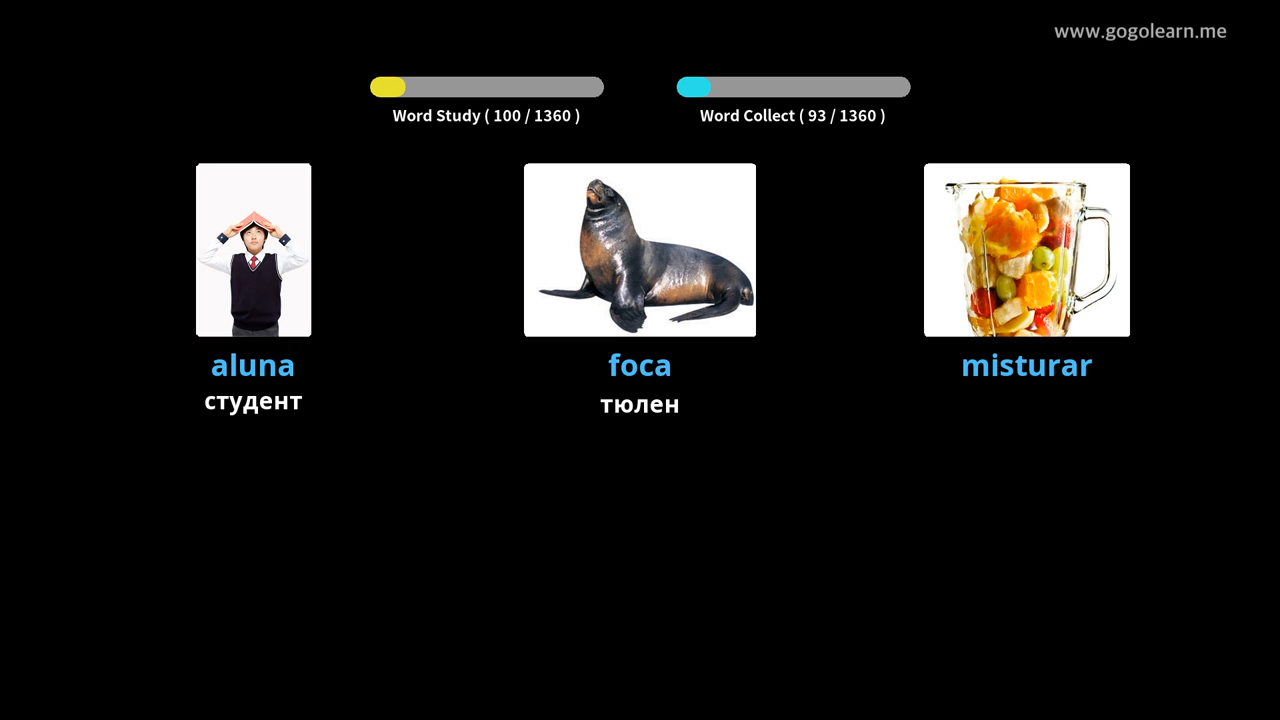 www.gogolearn.me
Word Study ( 100 / 1360 )
Word Collect ( 93 / 1360 )
aluna
студент
foca
тюлен
misturar